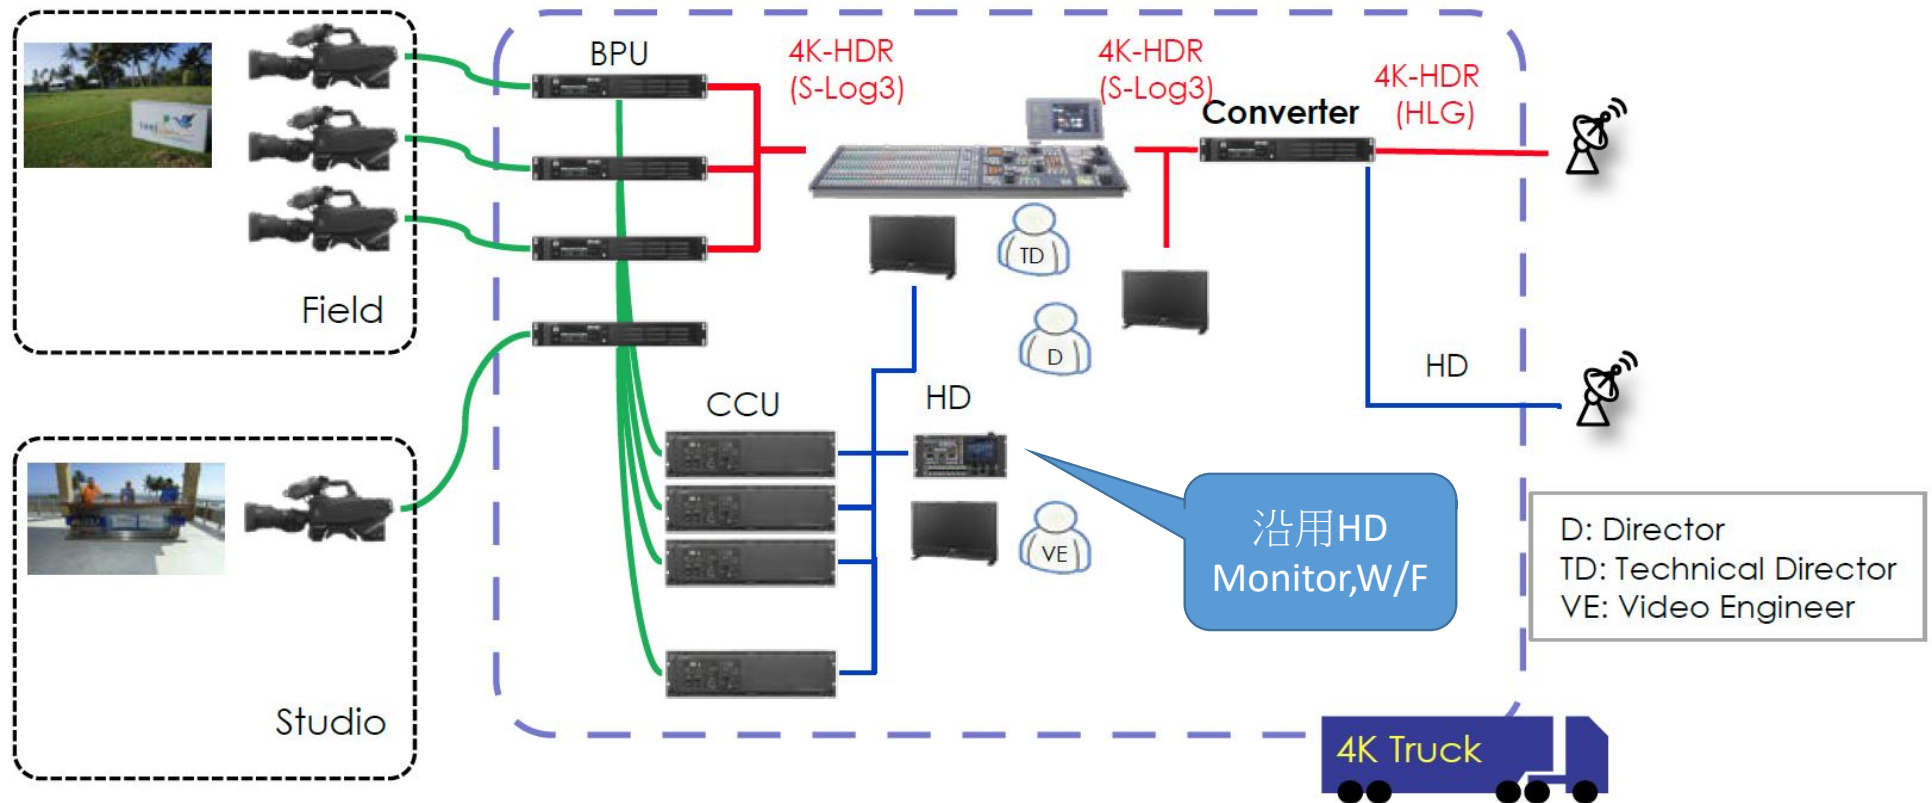 BPU
4K-HDR
(S-Log3)
4K-HDR
(S-Log3)
Converter
4K-HDR
(HLG)
Field
TD
D
HD
CCU
HD
VE
沿用HD
Monitor,W/F
D: Director
TD: Technical Director
VE: Video Engineer
Studio
4K Truck